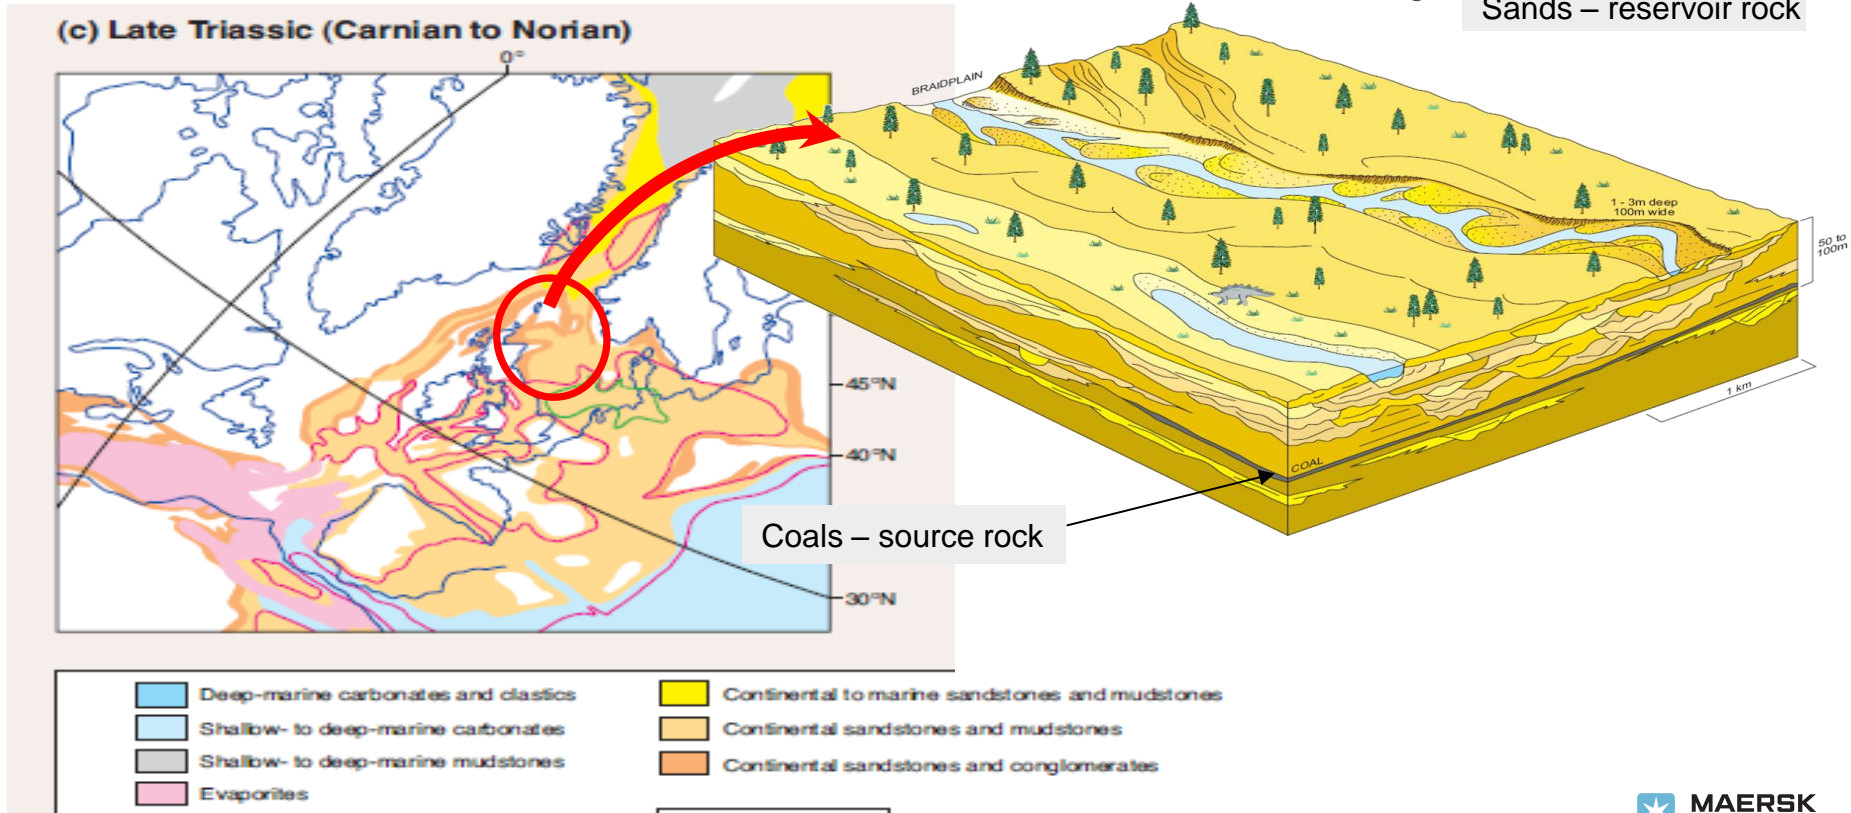 Sands – reservoir rock
(c) Late Triassic (Carnian to Norian)
0°
BRAIDPLAIN
1 - 3m deep
100m wide
50 to
100m
45°N
1 km
40°N
COAL
Coals – source rock
30°N
Deep-marine carbonates and clastics
Shallow- to deep-marine carbonates
Shallow- to deep-marine mudstones
Evaporites
Continental to marine sandstones and mudstones
Continental sandstones and mudstones
Continental sandstones and conglomerates
MAERSK